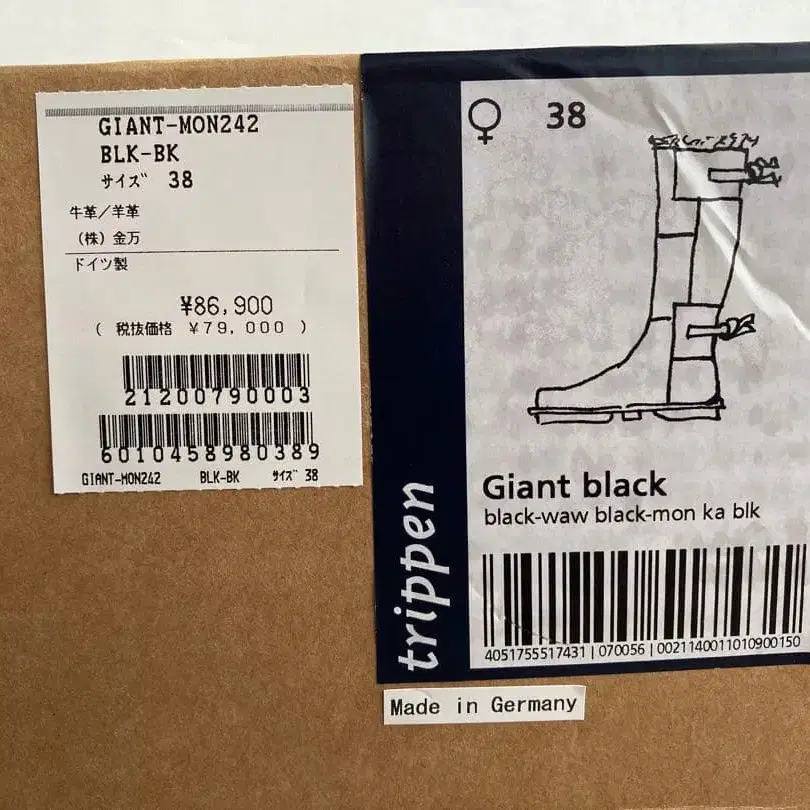 GIANT-MON242
BLK-BK
サイズ 38
牛革/羊革
(株)金万
ドイツ製
¥86,900
( 税抜価格 ¥79,000 )
21200790003
6010458980389
GIANT-MON242 BLK-BK サイズ 38
♀ 38
Giant black
black-waw black-mon ka blk
4051755517431 | 070056 | 0021140011010900150
trippen
Made in Germany